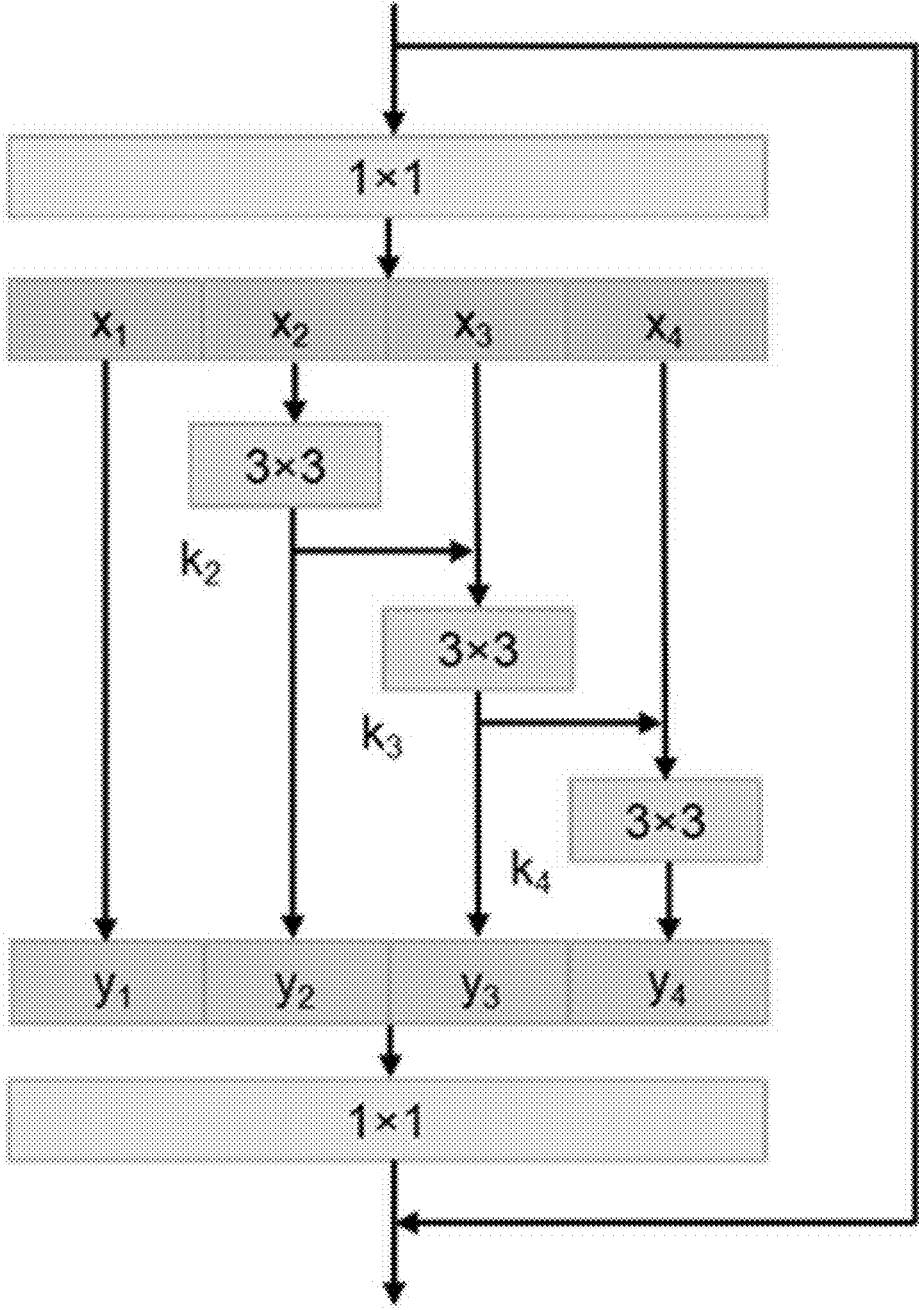 1×1
x₁ x₂ x₃ x₄
3×3
k₂
3×3
k₃
3×3
k₄
y₁ y₂ y₃ y₄
1×1